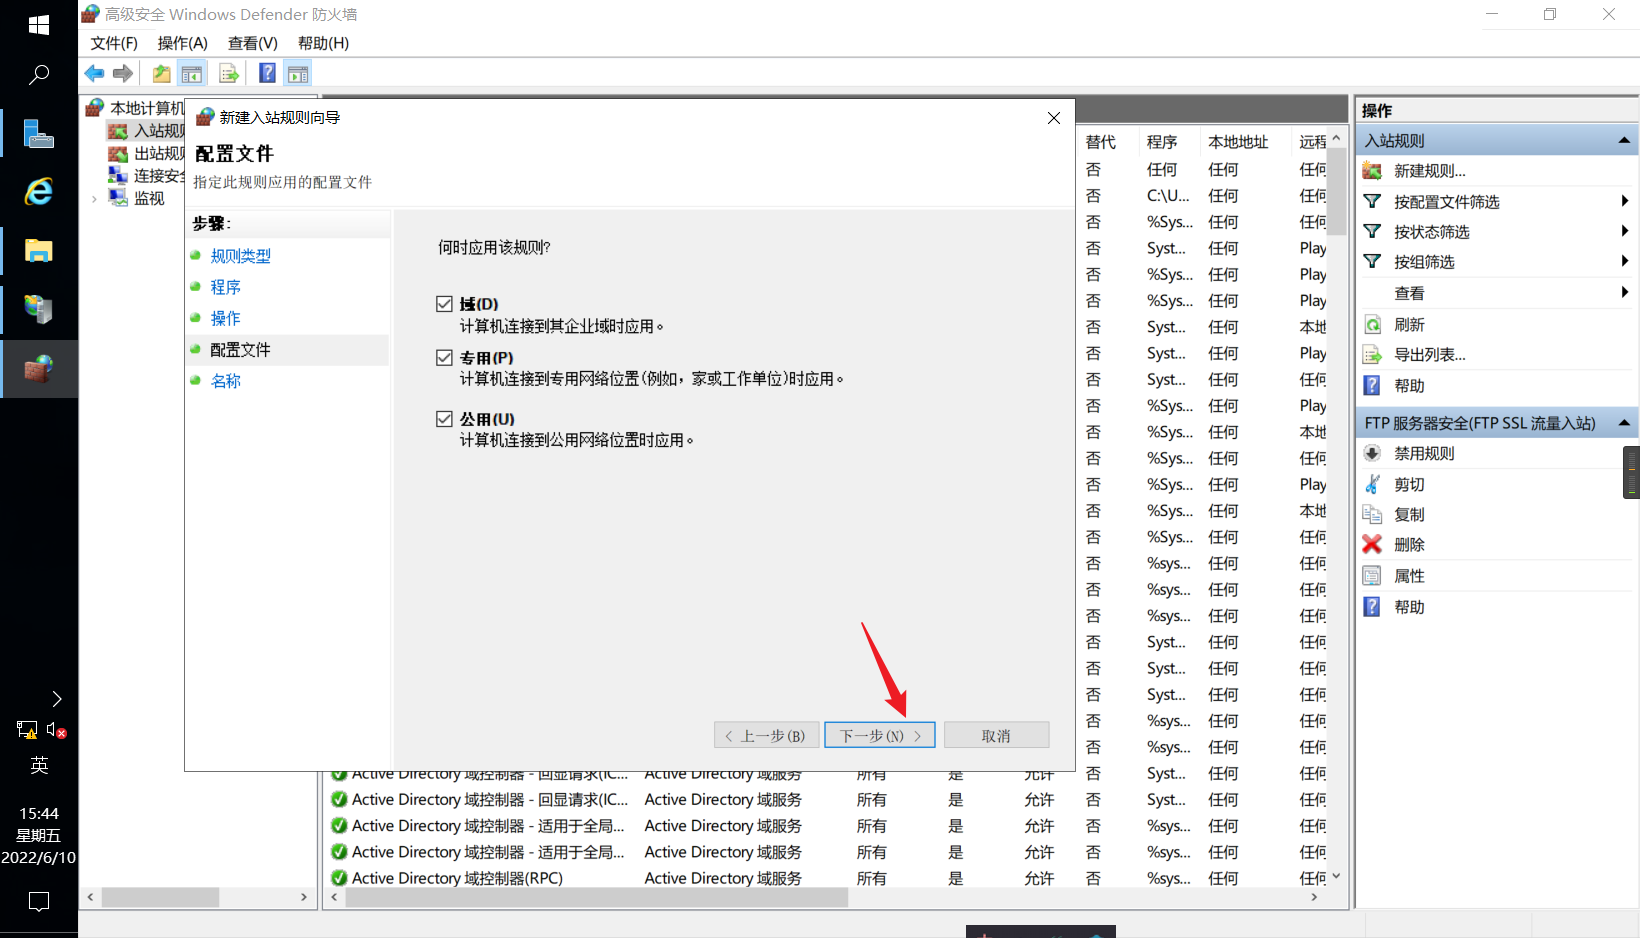 高级安全 Windows Defender 防火墙
文件(F) 操作(A) 查看(V) 帮助(H)
本地计算机
入站规则
出站规则
连接安全
监视
新建入站规则向导
配置文件
指定此规则应用的配置文件
步骤:
规则类型
程序
操作
配置文件
名称
何时应用该规则?
域(D)
计算机连接到其企业域时应用。
专用(P)
计算机连接到专用网络位置(例如，家或工作单位)时应用。
公用(U)
计算机连接到公用网络位置时应用。
< 上一步(B) 下一步(N) > 取消
替代 程序 本地地址 远程
否 任何 任何 任何
否 C:\U... 任何 任何
否 %Sys... 任何 任何
否 Syst... 任何 Play
否 %Sys... 任何 Play
否 %Sys... 任何 Play
否 Syst... 任何 本地
否 Syst... 任何 Play
否 Syst... 任何 任何
否 %Sys... 任何 Play
否 %Sys... 任何 本地
否 %Sys... 任何 任何
否 %Sys... 任何 Play
否 %Sys... 任何 本地
否 %Sys... 任何 任何
否 %sys... 任何 任何
否 %sys... 任何 任何
否 %sys... 任何 任何
否 Syst... 任何 任何
否 Syst... 任何 任何
否 Syst... 任何 任何
否 %sys... 任何 任何
否 %sys... 任何 任何
Active Directory 域控制器 - 回显请求(IC... Active Directory 域服务 所有 是 允许 否 Syst... 任何 任何
Active Directory 域控制器 - 回显请求(IC... Active Directory 域服务 所有 是 允许 否 Syst... 任何 任何
Active Directory 域控制器 - 适用于全局... Active Directory 域服务 所有 是 允许 否 %sys... 任何 任何
Active Directory 域控制器 - 适用于全局... Active Directory 域服务 所有 是 允许 否 %sys... 任何 任何
Active Directory 域控制器(RPC) Active Directory 域服务 所有 是 允许 否 %sys... 任何 任何
操作
入站规则
新建规则...
按配置文件筛选
按状态筛选
按组筛选
查看
刷新
导出列表...
帮助
FTP 服务器安全(FTP SSL 流量入站)
禁用规则
剪切
复制
删除
属性
帮助
英
15:44
星期五
2022/6/10